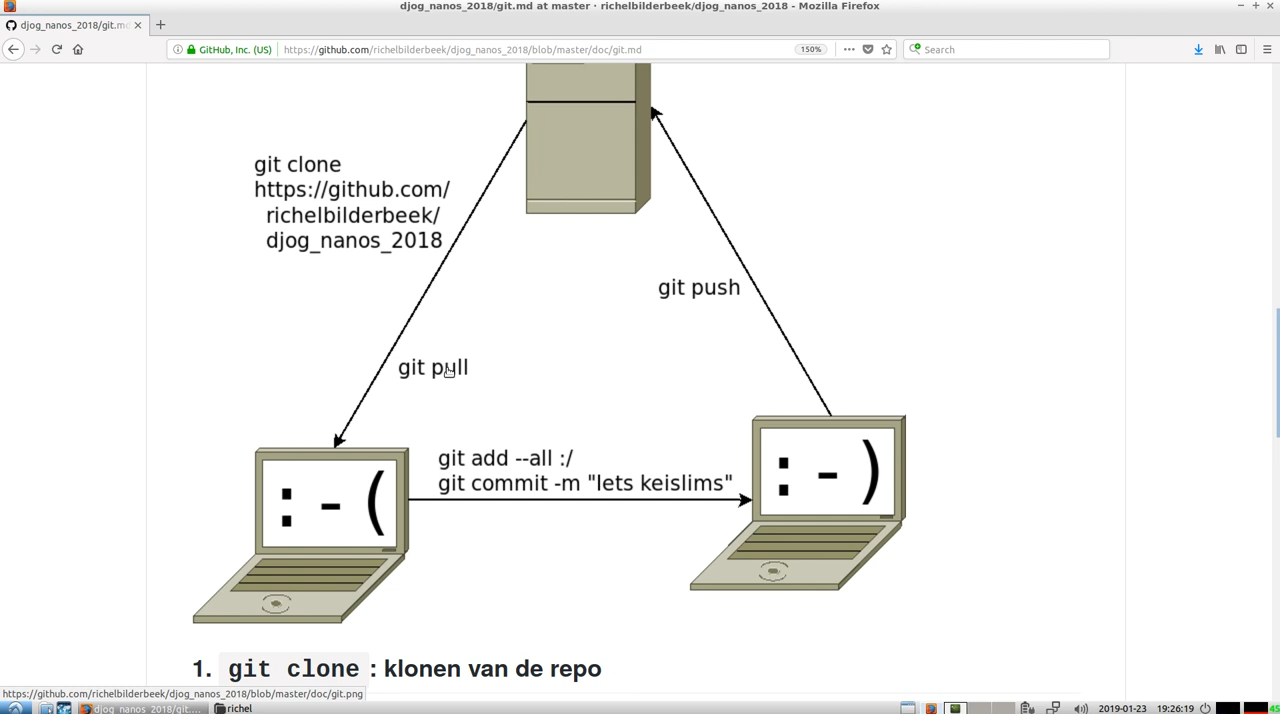 djog_nanos_2018/git.md at master · richelbilderbeek/djog_nanos_2018 - Mozilla Firefox
djog_nanos_2018/git.md
GitHub, Inc. (US)
https://github.com/richelbilderbeek/djog_nanos_2018/blob/master/doc/git.md
150%
Search
git clone
https://github.com/
richelbilderbeek/
djog_nanos_2018
git push
git pull
git add --all :/
git commit -m "lets keislims"
: - (
: - )
1. git clone : klonen van de repo
https://github.com/richelbilderbeek/djog_nanos_2018/blob/master/doc/git.png
djog_nanos_2018/git....
richel
2019-01-23 19:26:19